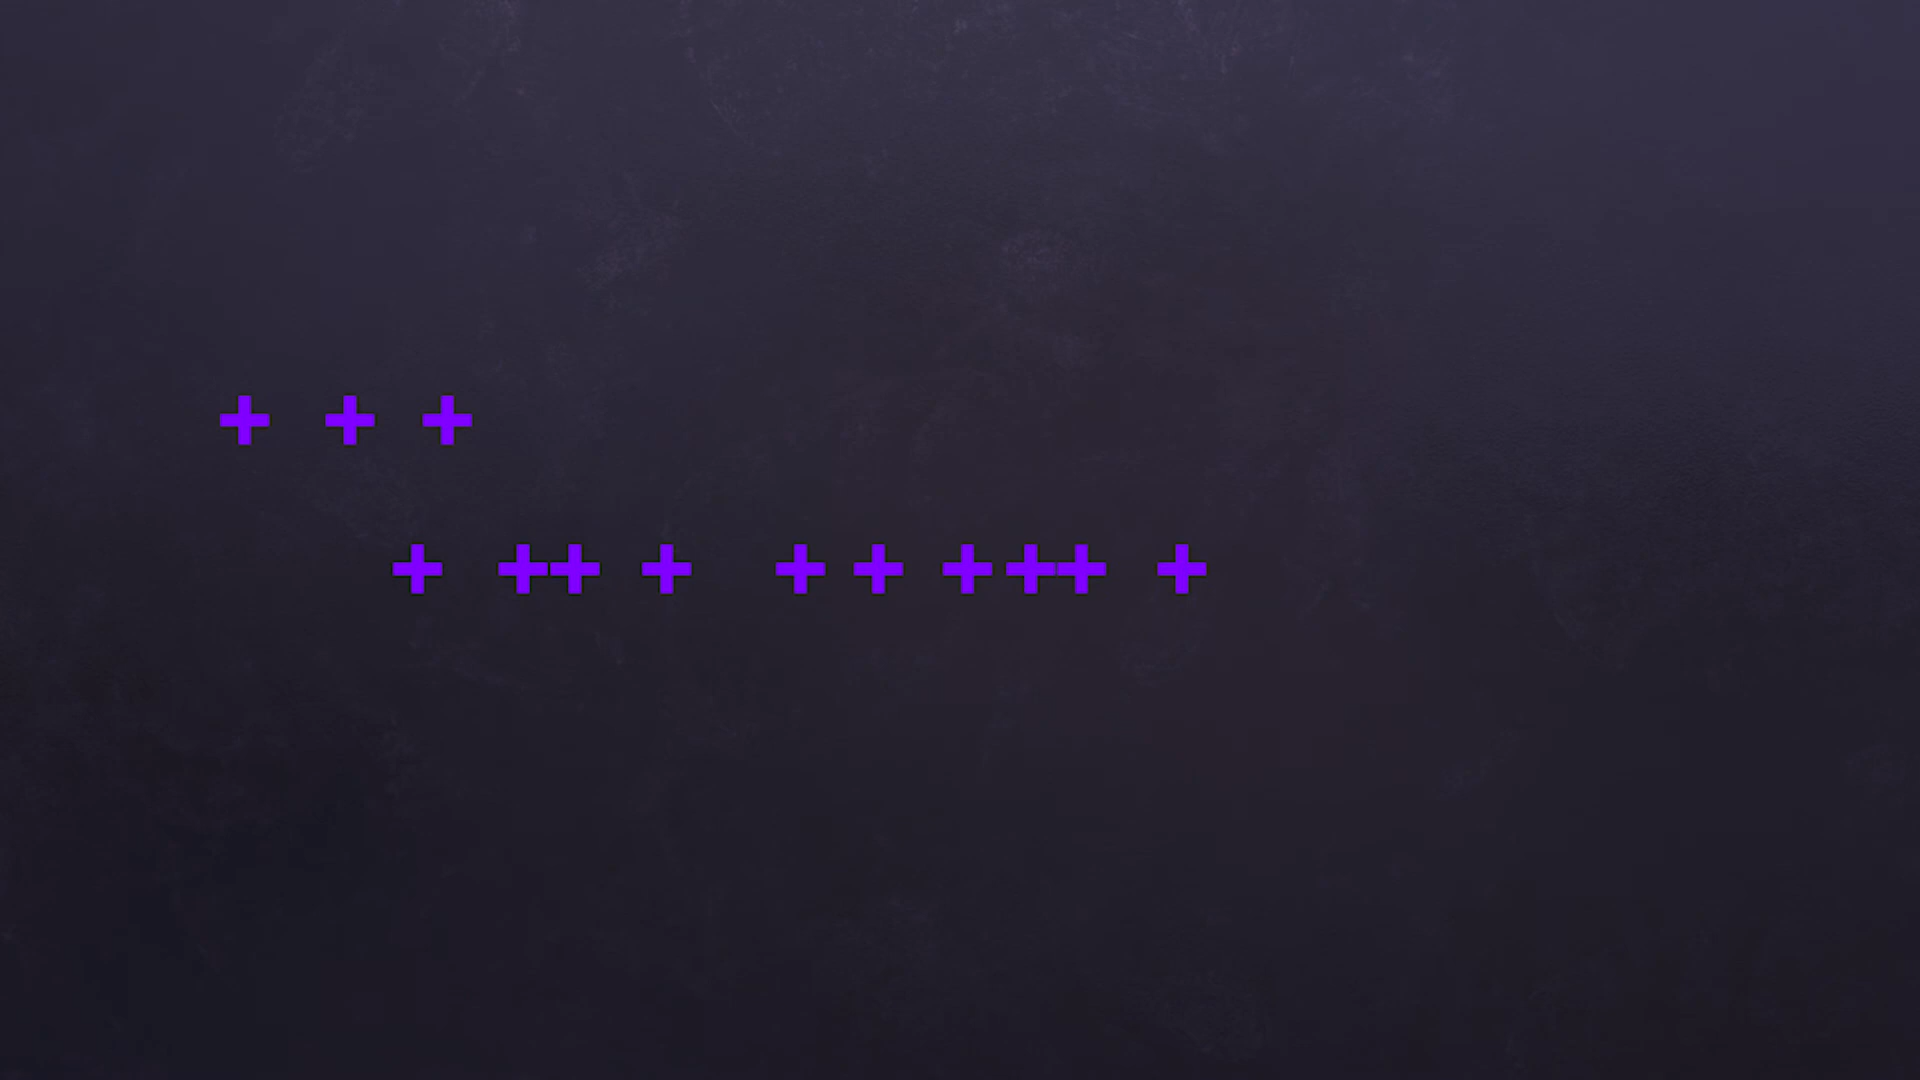 + + +
+ ++ + + + + ++ +